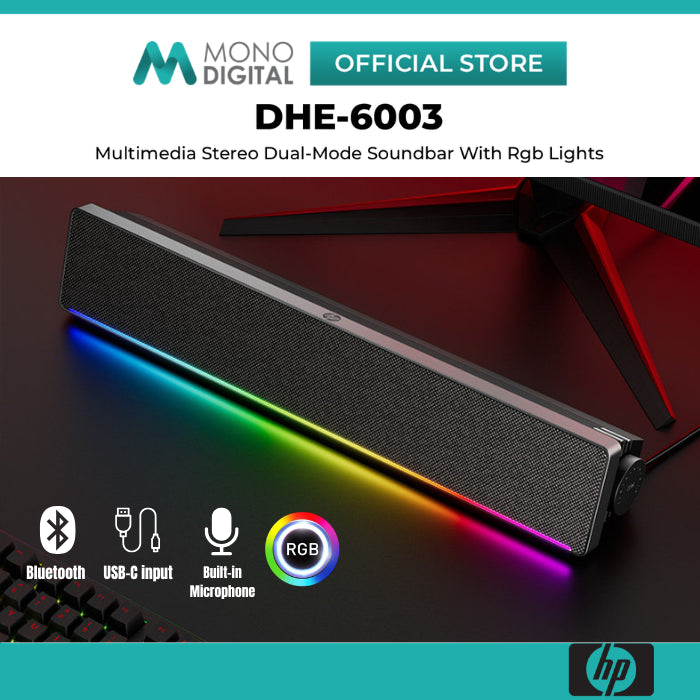 MONO
DIGITAL
OFFICIAL STORE
DHE-6003
Multimedia Stereo Dual-Mode Soundbar With Rgb Lights
hp
Bluetooth
USB-C input
Built-in
Microphone
RGB
hp